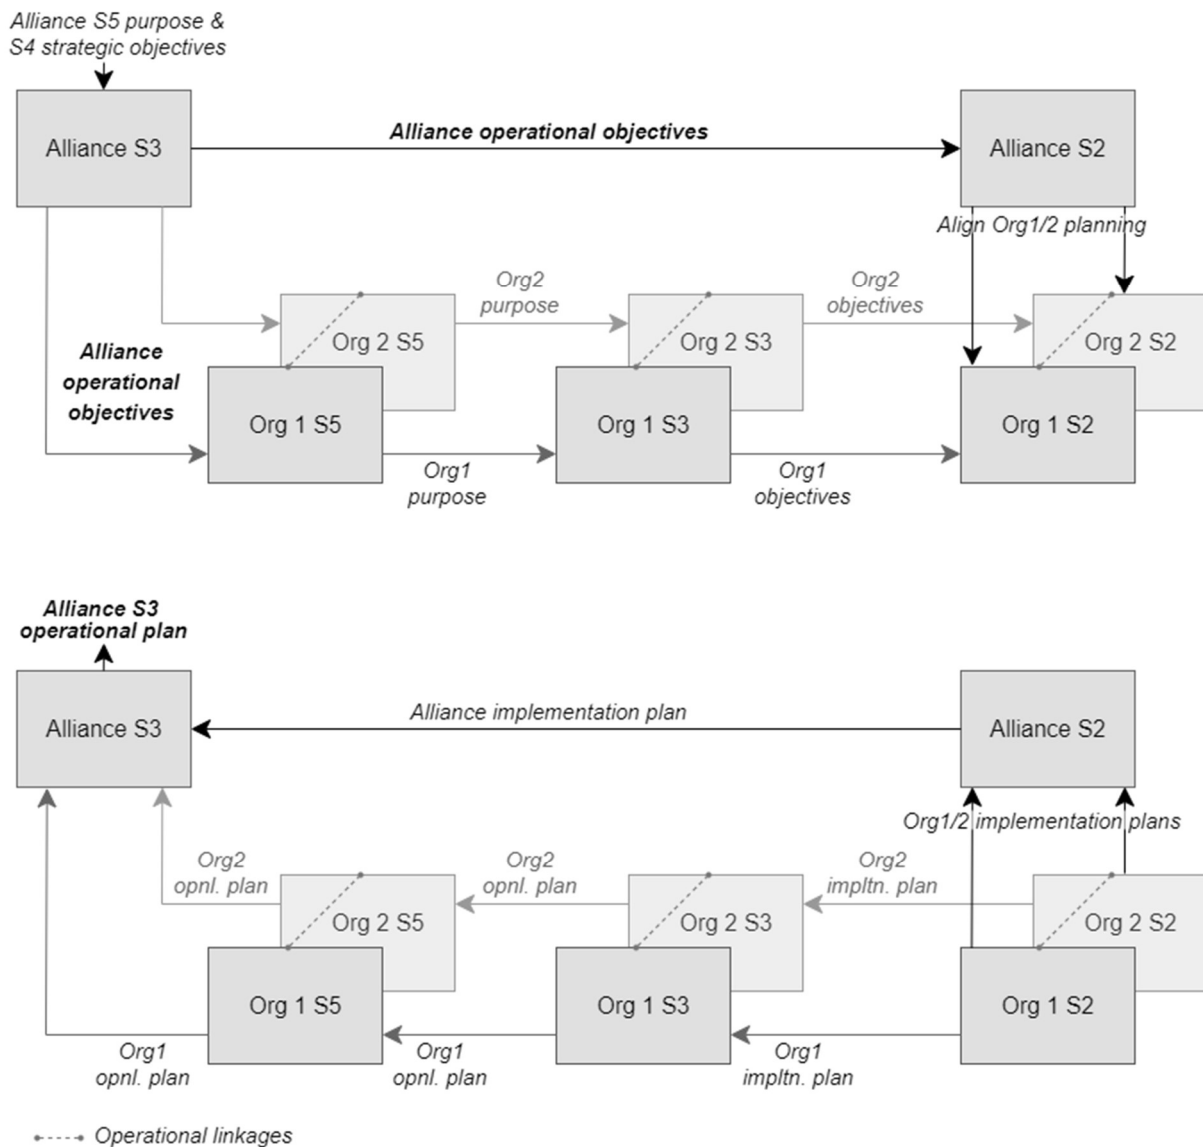 Alliance S5 purpose &
S4 strategic objectives
Alliance S3
Alliance operational objectives
Alliance S2
Align Org1/2 planning
Org2
purpose
Org2
objectives
Org 2 S5
Org 2 S3
Org 2 S2
Alliance
operational
objectives
Org 1 S5
Org 1 S3
Org 1 S2
Org1
purpose
Org1
objectives
Alliance S3
operational plan
Alliance S3
Alliance implementation plan
Alliance S2
Org1/2 implementation plans
Org2
opnl. plan
Org2
opnl. plan
Org2
impltn. plan
Org 2 S5
Org 2 S3
Org 2 S2
Org 1 S5
Org 1 S3
Org 1 S2
Org1
opnl. plan
Org1
opnl. plan
Org1
impltn. plan
Operational linkages